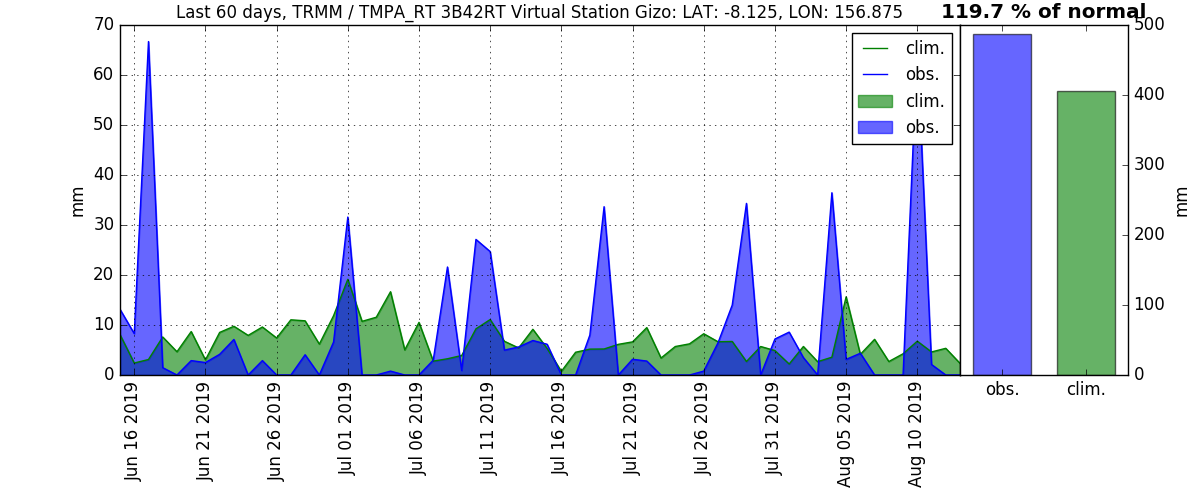 Last 60 days, TRMM / TMPA_RT 3B42RT Virtual Station Gizo: LAT: -8.125, LON: 156.875
119.7 % of normal
70
60
50
40
30
20
10
0
mm
clim.
obs.
clim.
obs.
Jun 16 2019
Jun 21 2019
Jun 26 2019
Jul 01 2019
Jul 06 2019
Jul 11 2019
Jul 16 2019
Jul 21 2019
Jul 26 2019
Jul 31 2019
Aug 05 2019
Aug 10 2019
500
400
300
200
100
0
mm
obs.
clim.